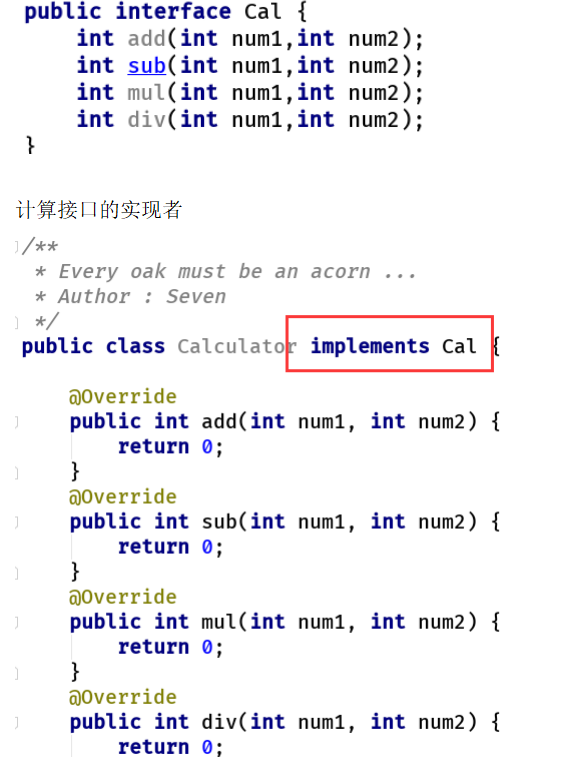 public interface Cal {
int add(int num1,int num2);
int sub(int num1,int num2);
int mul(int num1,int num2);
int div(int num1,int num2);
}
计算接口的实现者
/**
* Every oak must be an acorn ...
* Author : Seven
*/
public class Calculator implements Cal {
@Override
public int add(int num1, int num2) {
return 0;
}
@Override
public int sub(int num1, int num2) {
return 0;
}
@Override
public int mul(int num1, int num2) {
return 0;
}
@Override
public int div(int num1, int num2) {
return 0;